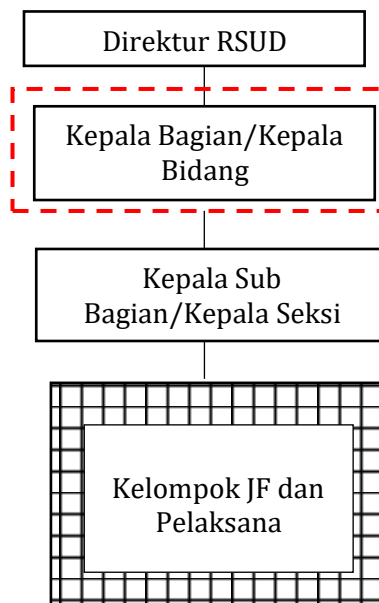 Direktur RSUD
Kepala Bagian/Kepala
Bidang
Kepala Sub
Bagian/Kepala Seksi
Kelompok JF dan
Pelaksana